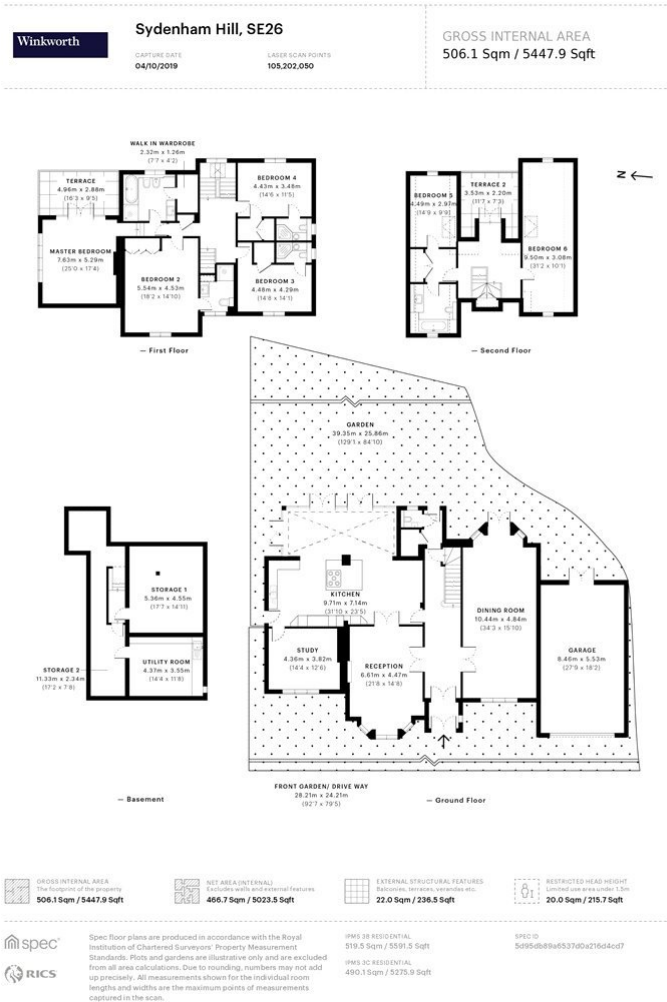 Winkworth
Sydenham Hill, SE26
CAPTURE DATE
04/10/2019
LASER SCAN POINTS
105,202,050
GROSS INTERNAL AREA
506.1 Sqm / 5447.9 Sqft
WALK IN WARDROBE
2.32m x 1.26m
(7'7 x 4'2)
TERRACE
4.96m x 2.88m
(16'3 x 9'5)
BEDROOM 4
4.43m x 3.48m
(14'6 x 11'5)
MASTER BEDROOM
7.63m x 5.29m
(25'0 x 17'4)
BEDROOM 2
5.54m x 4.53m
(18'2 x 14'10)
BEDROOM 3
4.48m x 4.29m
(14'8 x 14'1)
— First Floor
BEDROOM 5
4.49m x 2.97m
(14'9 x 9'9)
TERRACE 2
3.53m x 2.20m
(11'7 x 7'3)
BEDROOM 6
9.50m x 3.08m
(31'2 x 10'1)
N
— Second Floor
GARDEN
39.35m x 25.86m
(129'1 x 84'10)
KITCHEN
9.71m x 7.14m
(31'10 x 23'5)
DINING ROOM
10.44m x 4.84m
(34'3 x 15'10)
STUDY
4.36m x 3.82m
(14'4 x 12'6)
RECEPTION
6.61m x 4.47m
(21'8 x 14'8)
GARAGE
8.46m x 5.53m
(27'9 x 18'2)
STORAGE 1
5.36m x 4.55m
(17'7 x 14'11)
UTILITY ROOM
4.37m x 3.55m
(14'4 x 11'8)
STORAGE 2
11.33m x 2.34m
(17'2 x 7'8)
FRONT GARDEN/ DRIVE WAY
28.21m x 24.21m
(92'7 x 79'5)
— Basement
— Ground Floor
GROSS INTERNAL AREA
The footprint of the property
506.1 Sqm / 5447.9 Sqft
NET AREA (INTERNAL)
Excludes walls and external features
466.7 Sqm / 5023.5 Sqft
EXTERNAL STRUCTURAL FEATURES
Balconies, terraces, verandas etc.
22.0 Sqm / 236.5 Sqft
RESTRICTED HEAD HEIGHT
Limited use area under 1.5m
20.0 Sqm / 215.7 Sqft
spec
RICS
Spec floor plans are produced in accordance with the Royal
Institution of Chartered Surveyors' Property Measurement
Standards. Plots and gardens are illustrative only and are excluded
from all area calculations. Due to rounding, numbers may not add
up precisely. All measurements shown for the individual room
lengths and widths are the maximum points of measurements
captured in the scan.
IPMS 3B RESIDENTIAL
519.5 Sqm / 5591.5 Sqft
IPMS 3C RESIDENTIAL
490.1 Sqm / 5275.9 Sqft
SPEC ID
5d95db89a6537d0a216d4cd7